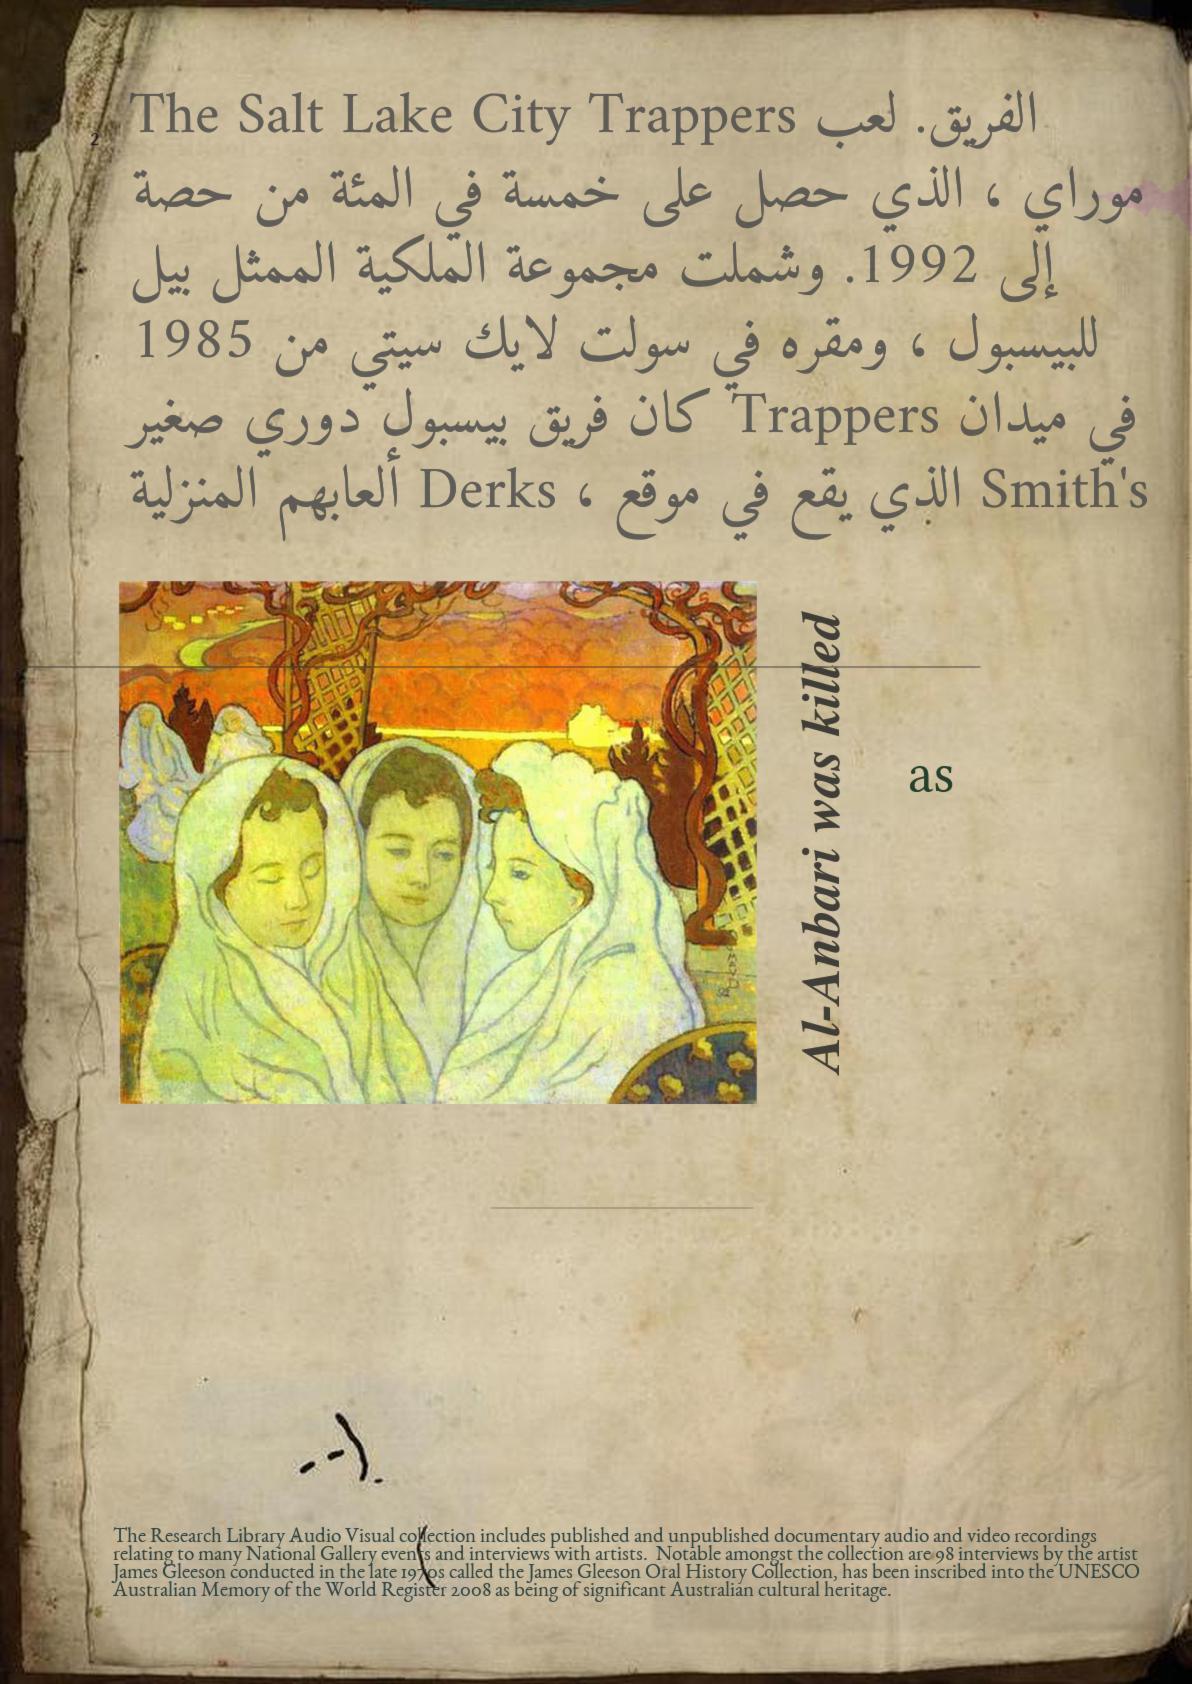 2
الفريق. لعب The Salt Lake City Trappers
موراي ، الذي حصل على خمسة في المئة من حصة
إلى 1992. وشملت مجموعة الملكية الممثل بيل
للبيسبول ، ومقره في سولت لايك سيتي من 1985
في ميدان Trappers كان فريق بيسبول دوري صغير
Smith's الذي يقع في موقع ، Derks ألعابهم المنزلية
Al-Anbari was killed
as
The Research Library Audio Visual collection includes published and unpublished documentary audio and video recordings
relating to many National Gallery events and interviews with artists. Notable amongst the collection are 98 interviews by the artist
James Gleeson conducted in the late 1970s called the James Gleeson Oral History Collection, has been inscribed into the UNESCO
Australian Memory of the World Register 2008 as being of significant Australian cultural heritage.